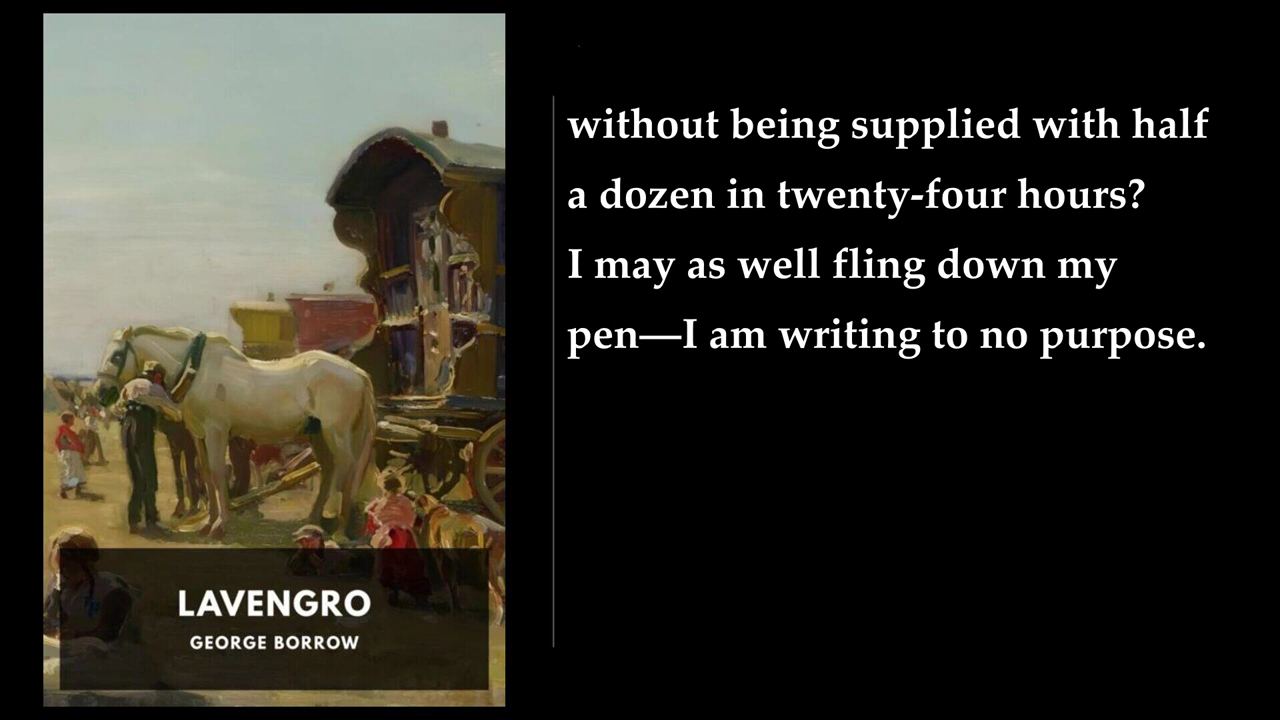 without being supplied with half
a dozen in twenty-four hours?
I may as well fling down my
pen—I am writing to no purpose.
LAVENGRO
GEORGE BORROW